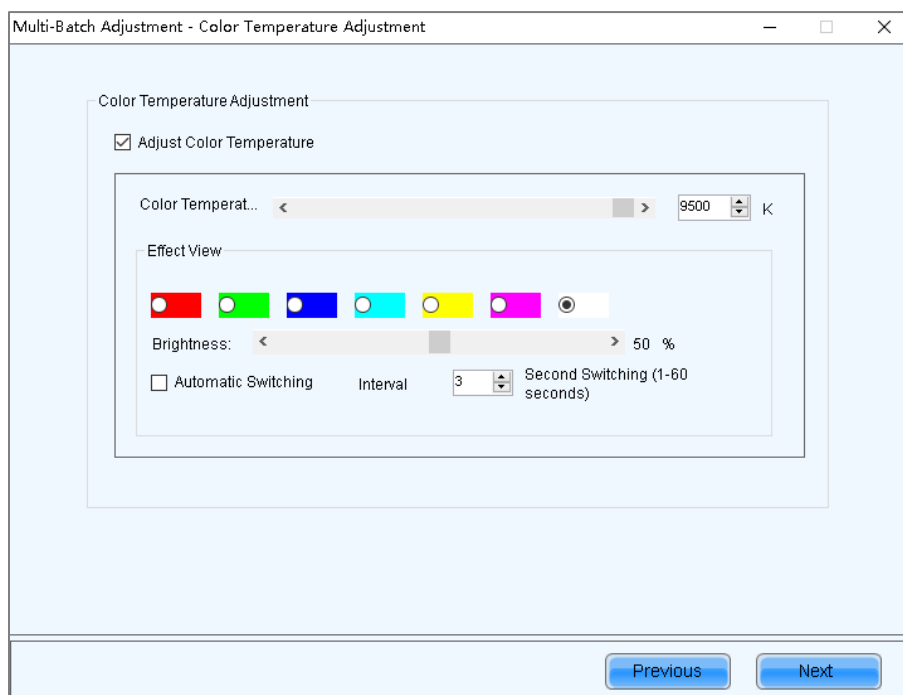 Multi-Batch Adjustment - Color Temperature Adjustment
Color Temperature Adjustment
Adjust Color Temperature
Color Temperat... 9500 K
Effect View
Brightness: 50 %
Automatic Switching Interval 3 Second Switching (1-60
seconds)
Previous Next